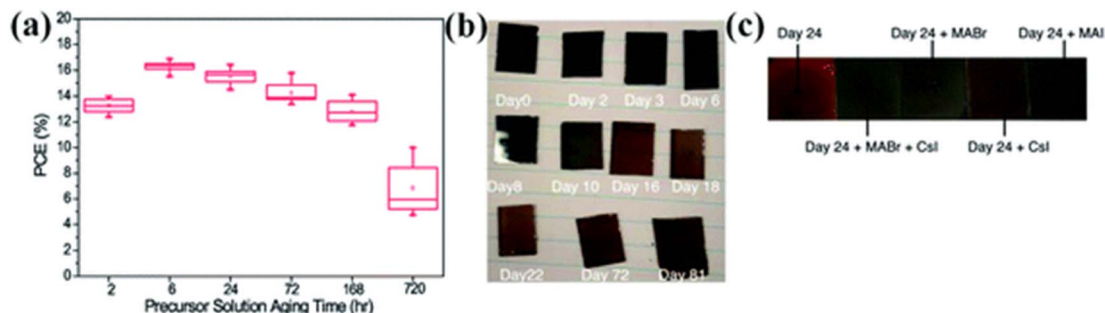 (a)
20
18
16
14
12
10
8
6
4
2
0
PCE (%)
2 6 24 72 168 720
Precursor Solution Aging Time (hr)
(b)
Day0 Day 2 Day 3 Day 6
Day8 Day 10 Day 16 Day 18
Day22 Day 72 Day 81
(c)
Day 24 Day 24 + MABr Day 24 + MAI
Day 24 + MABr + CsI Day 24 + CsI